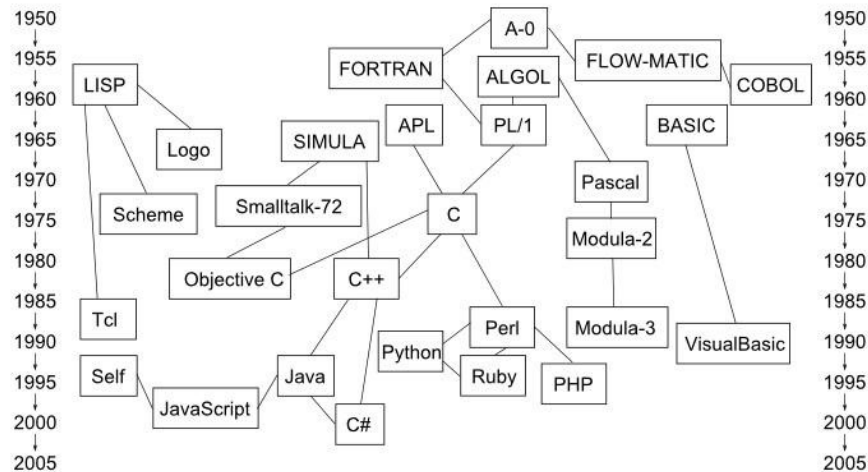 1950
1955
1960
1965
1970
1975
1980
1985
1990
1995
2000
2005
A-0
FORTRAN
FLOW-MATIC
ALGOL
LISP
COBOL
APL
PL/1
BASIC
SIMULA
Logo
Pascal
Scheme
Smalltalk-72
C
Modula-2
Objective C
C++
Tcl
Perl
Modula-3
VisualBasic
Python
Self
Java
Ruby
PHP
JavaScript
C#
1950
1955
1960
1965
1970
1975
1980
1985
1990
1995
2000
2005